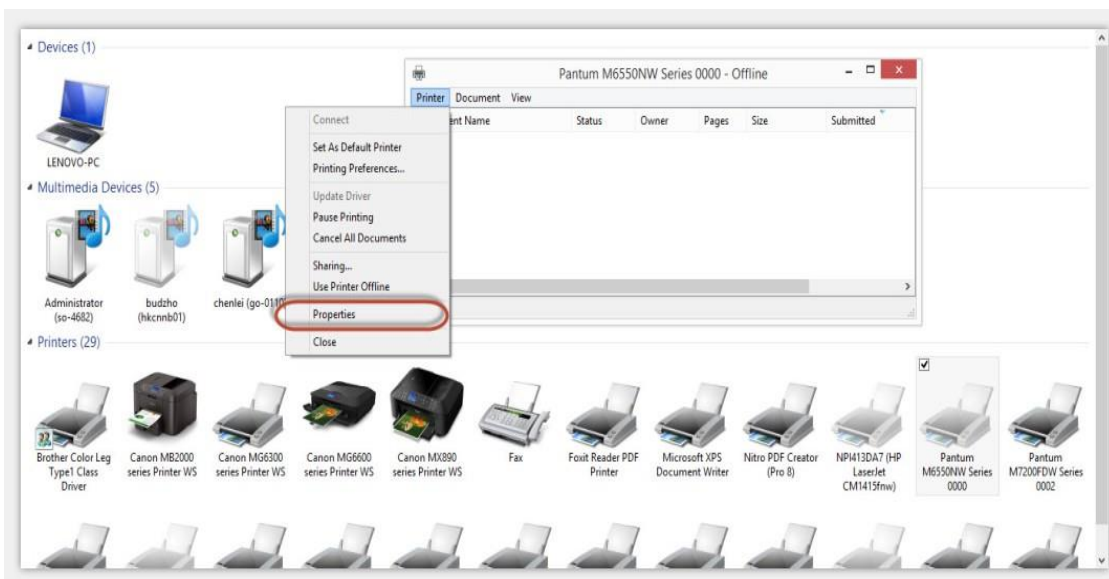 Devices (1)
LENOVO-PC
Pantum M6550NW Series 0000 - Offline
Printer Document View
ent Name Status Owner Pages Size Submitted
Connect
Set As Default Printer
Printing Preferences...
Update Driver
Pause Printing
Cancel All Documents
Sharing...
Use Printer Offline
Properties
Close
Multimedia Devices (5)
Administrator
(so-4682)
budzho
(hkcnnb01)
chenlei (go-0110)
Printers (29)
Brother Color Leg
Type1 Class
Driver
Canon MB2000
series Printer WS
Canon MG6300
series Printer WS
Canon MG6600
series Printer WS
Canon MX890
series Printer WS
Fax
Foxit Reader PDF
Printer
Microsoft XPS
Document Writer
Nitro PDF Creator
(Pro 8)
NPI413DA7 (HP
LaserJet
CM1415fnw)
Pantum
M6550NW Series
0000
Pantum
M7200FDW Series
0002